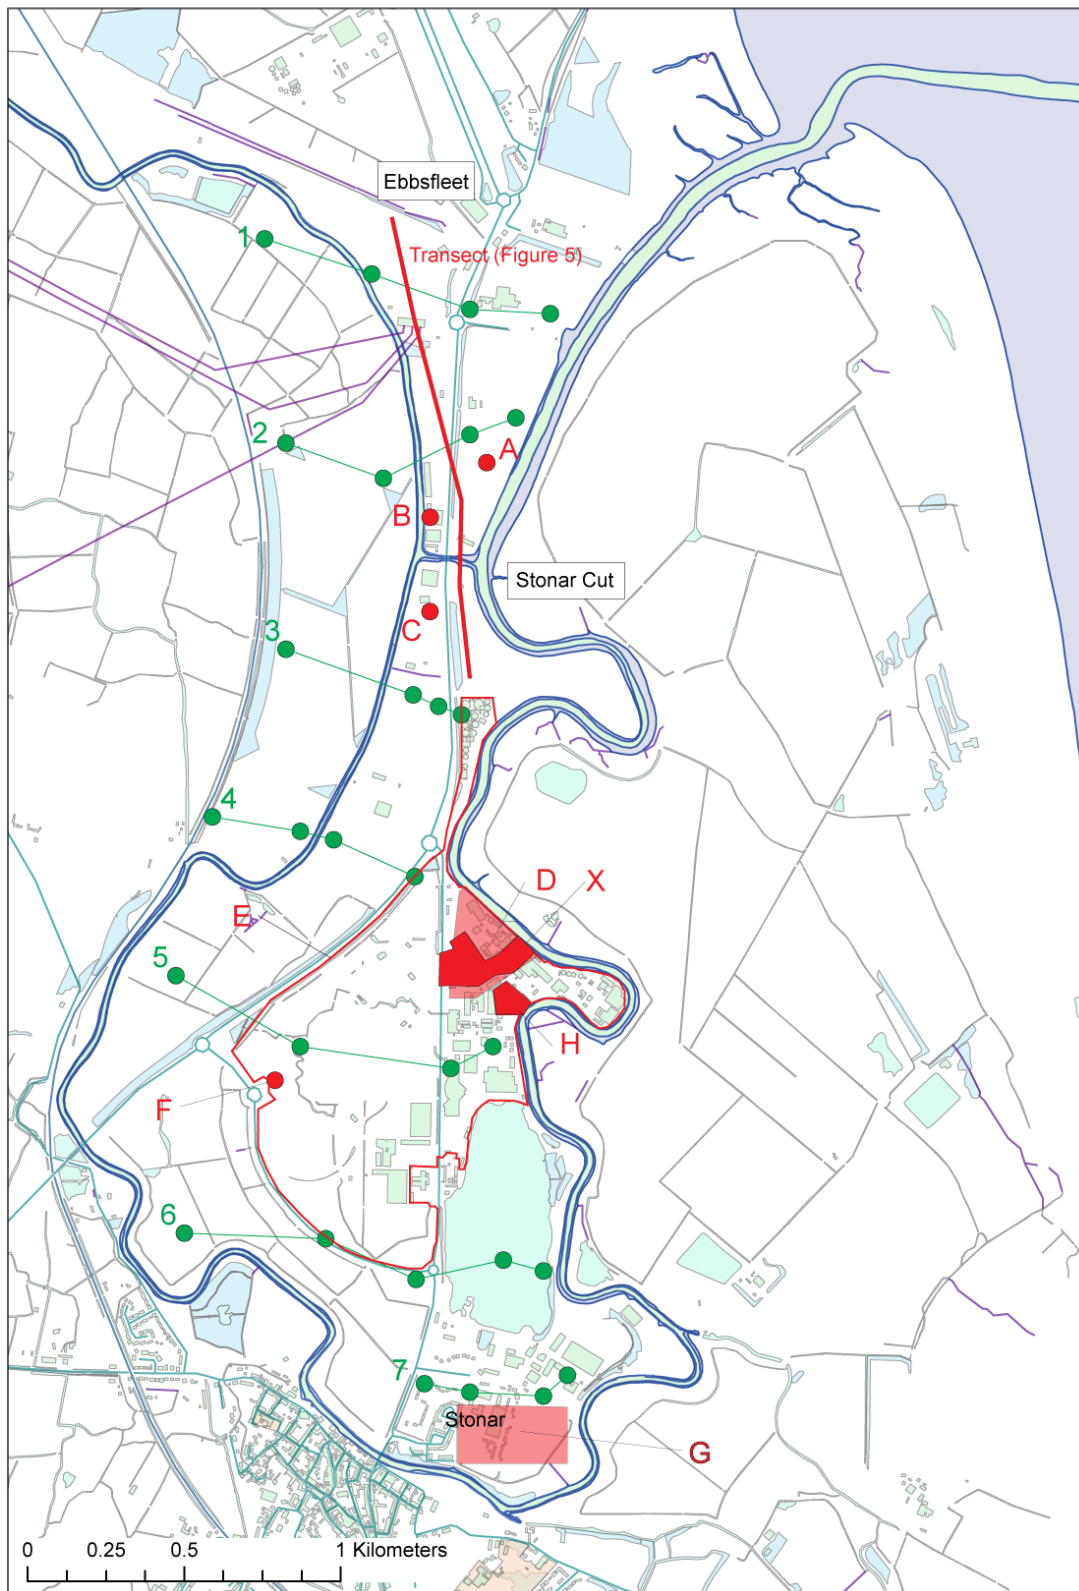 Ebbsfleet
1
Transect (Figure 5)
2
A
B
Stonar Cut
C
3
4
D
X
E
5
H
F
6
7
Stonar
G
0
0.25
0.5
1 Kilometers